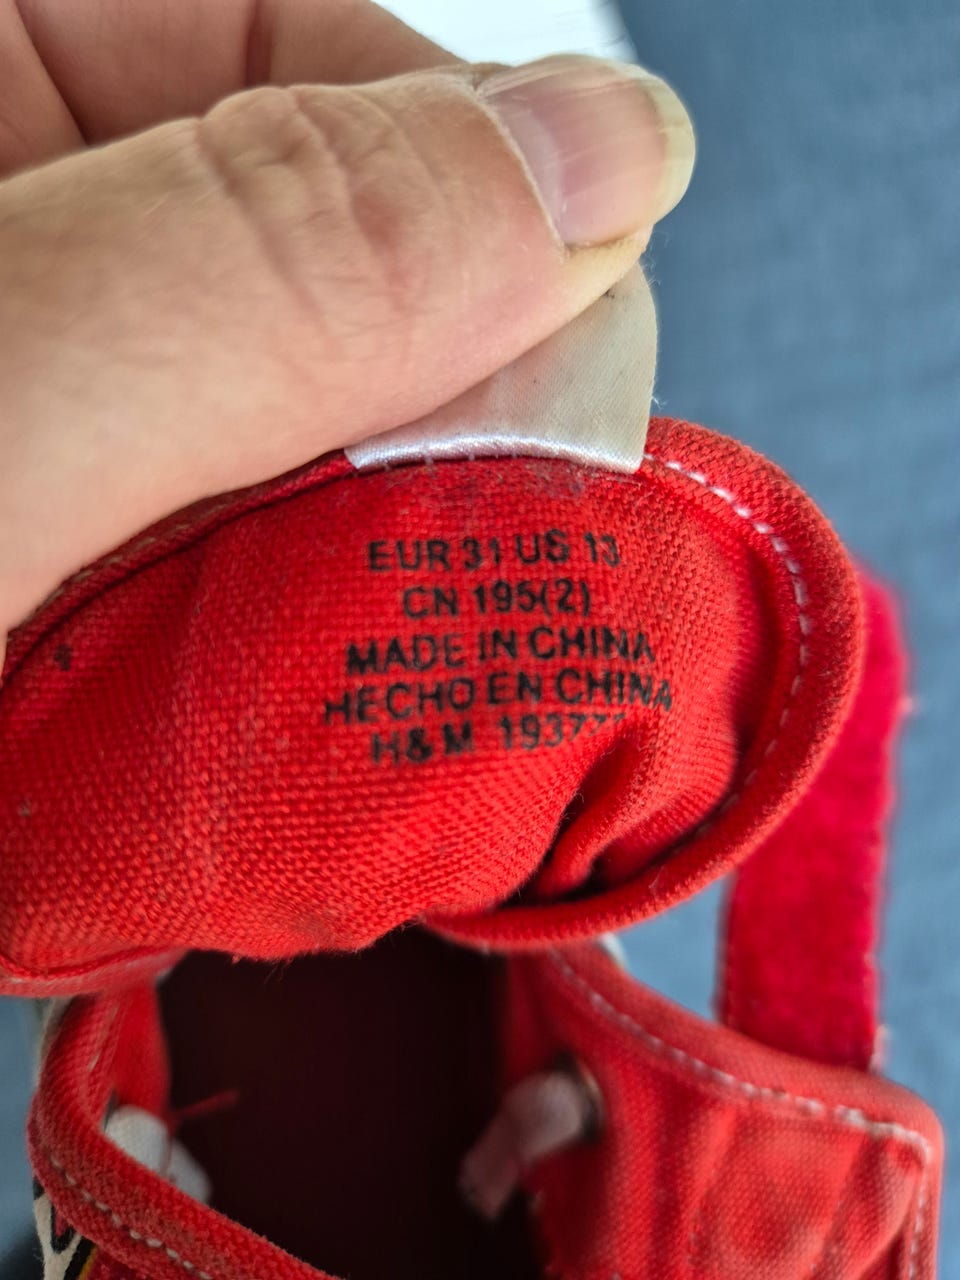 EUR 31 US 13
CN 195(2)
MADE IN CHINA
HECHO EN CHINA
H&M